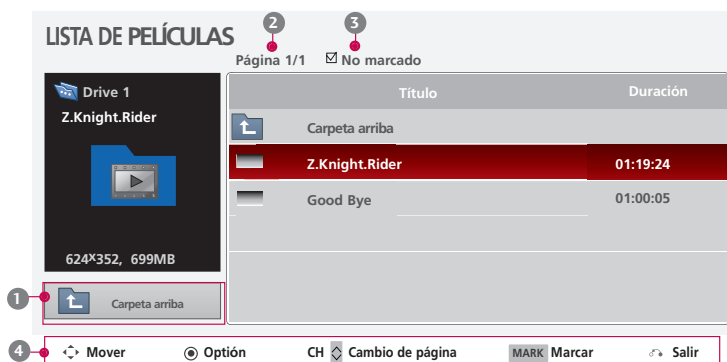 LISTA DE PELÍCULAS
2
3
Página 1/1
No marcado
Drive 1
Z.Knight.Rider
624x352, 699MB
Título
Duración
Carpeta arriba
Z.Knight.Rider
01:19:24
Good Bye
01:00:05
1
Carpeta arriba
4
Mover
Optión
CH
Cambio de página
MARK
Marcar
Salir